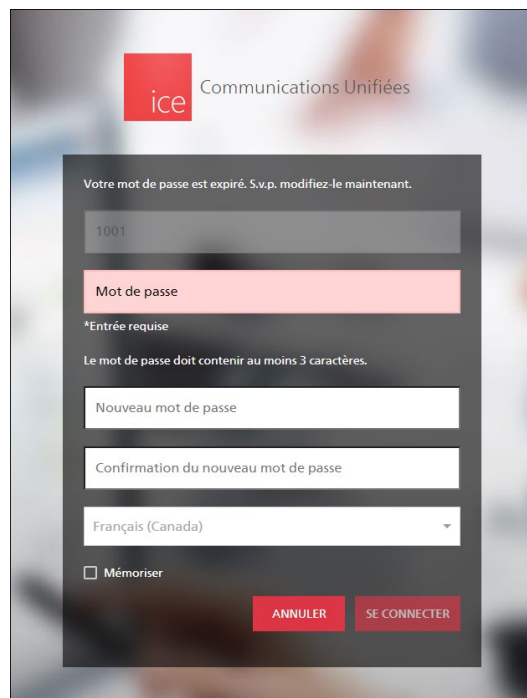 ice
Communications Unifiées
Votre mot de passe est expiré. S.v.p. modifiez-le maintenant.
1001
Mot de passe
*Entrée requise
Le mot de passe doit contenir au moins 3 caractères.
Nouveau mot de passe
Confirmation du nouveau mot de passe
Français (Canada)
Mémoriser
ANNULER
SE CONNECTER